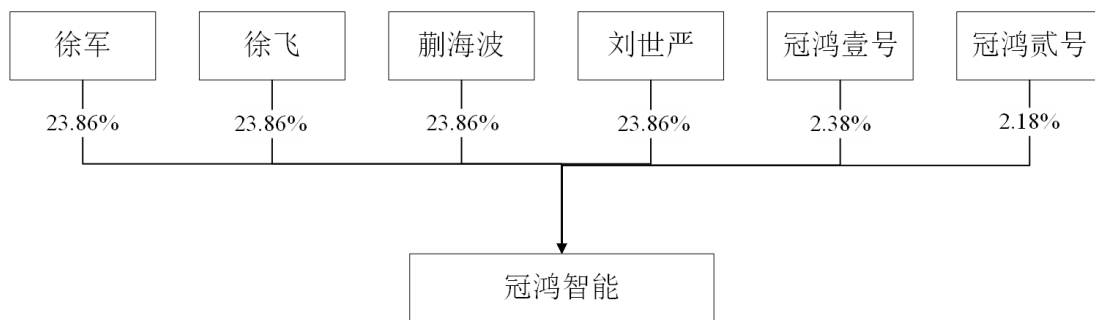 徐军
徐飞
蒯海波
刘世严
冠鸿壹号
冠鸿贰号
23.86%
23.86%
23.86%
23.86%
2.38%
2.18%
冠鸿智能